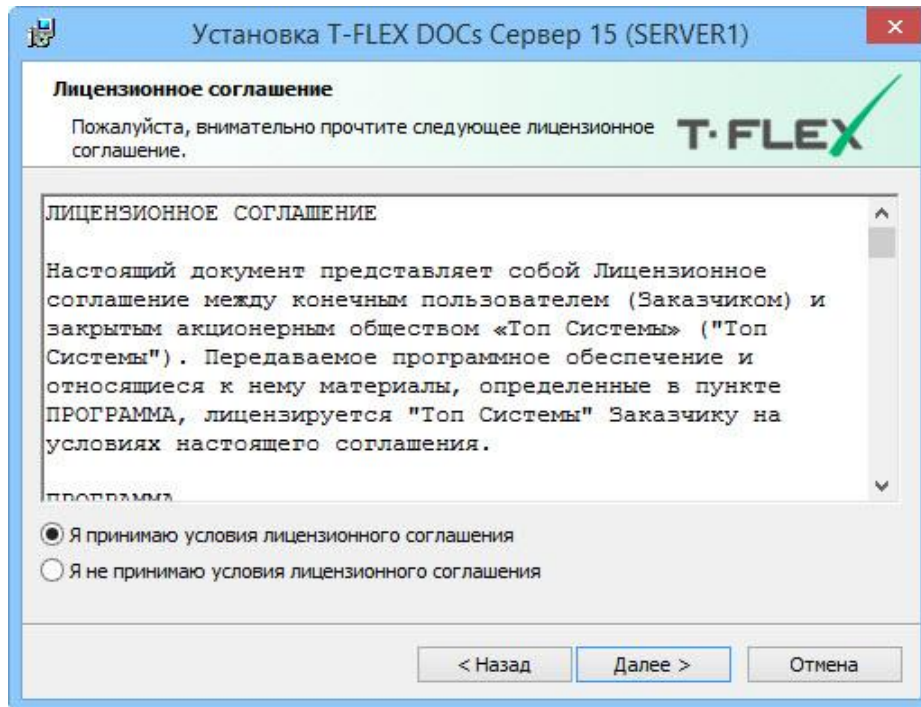 Установка T-FLEX DOCs Сервер 15 (SERVER1)
Лицензионное соглашение
Пожалуйста, внимательно прочтите следующее лицензионное
соглашение.
T·FLEX
ЛИЦЕНЗИОННОЕ СОГЛАШЕНИЕ
Настоящий документ представляет собой Лицензионное
соглашение между конечным пользователем (Заказчиком) и
закрытым акционерным обществом «Топ Системы» ("Топ
Системы"). Передаваемое программное обеспечение и
относящиеся к нему материалы, определенные в пункте
ПРОГРАММА, лицензируется "Топ Системы" Заказчику на
условиях настоящего соглашения.
ПРОГРАММА
Я принимаю условия лицензионного соглашения
Я не принимаю условия лицензионного соглашения
< Назад
Далее >
Отмена